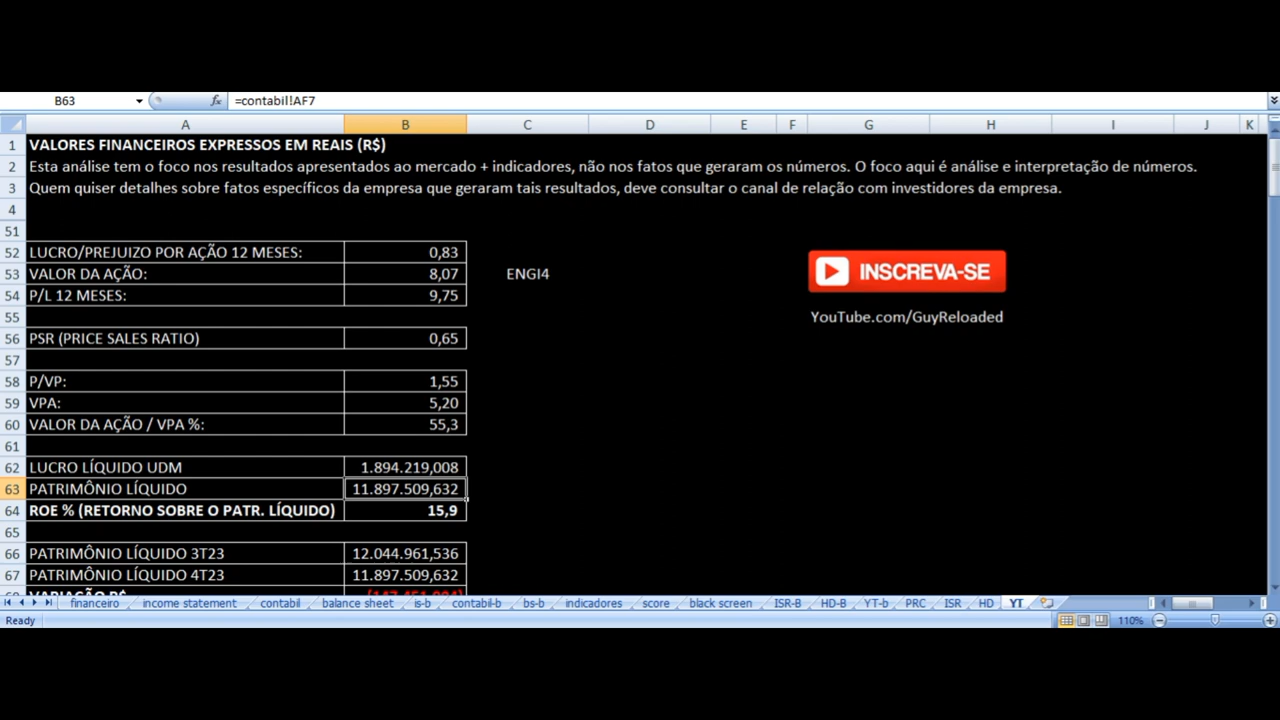 B63 fx =contabil!AF7
A B C D E F G H I J K
1 VALORES FINANCEIROS EXPRESSOS EM REAIS (R$)
2 Esta análise tem o foco nos resultados apresentados ao mercado + indicadores, não nos fatos que geraram os números. O foco aqui é análise e interpretação de números.
3 Quem quiser detalhes sobre fatos específicos da empresa que geraram tais resultados, deve consultar o canal de relação com investidores da empresa.
4
51
52 LUCRO/PREJUIZO POR AÇÃO 12 MESES: 0,83
53 VALOR DA AÇÃO: 8,07 ENGI4 INSCREVA-SE
54 P/L 12 MESES: 9,75
55 YouTube.com/GuyReloaded
56 PSR (PRICE SALES RATIO) 0,65
57
58 P/VP: 1,55
59 VPA: 5,20
60 VALOR DA AÇÃO / VPA %: 55,3
61
62 LUCRO LÍQUIDO UDM 1.894.219,008
63 PATRIMÔNIO LÍQUIDO 11.897.509,632
64 ROE % (RETORNO SOBRE O PATR. LÍQUIDO) 15,9
65
66 PATRIMÔNIO LÍQUIDO 3T23 12.044.961,536
67 PATRIMÔNIO LÍQUIDO 4T23 11.897.509,632
financeiro income statement contabil balance sheet is-b contabil-b bs-b indicadores score black screen ISR-B HD-B YT-b PRC ISR HD YT
Ready 110%